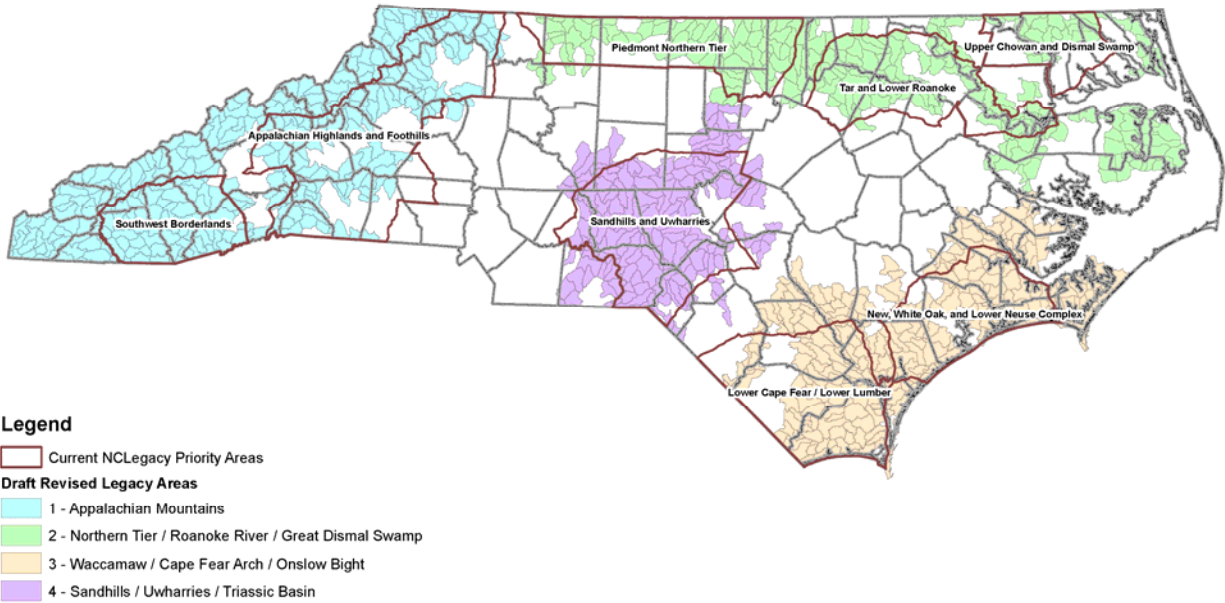 Piedmont Northern Tier
Upper Chowan and Dismal Swamp
Tar and Lower Roanoke
Appalachian Highlands and Foothills
Southwest Borderlands
Sandhills and Uwharries
New, White Oak, and Lower Neuse Complex
Lower Cape Fear / Lower Lumber
Legend
Current NCLegacy Priority Areas
Draft Revised Legacy Areas
1 - Appalachian Mountains
2 - Northern Tier / Roanoke River / Great Dismal Swamp
3 - Waccamaw / Cape Fear Arch / Onslow Bight
4 - Sandhills / Uwharries / Triassic Basin